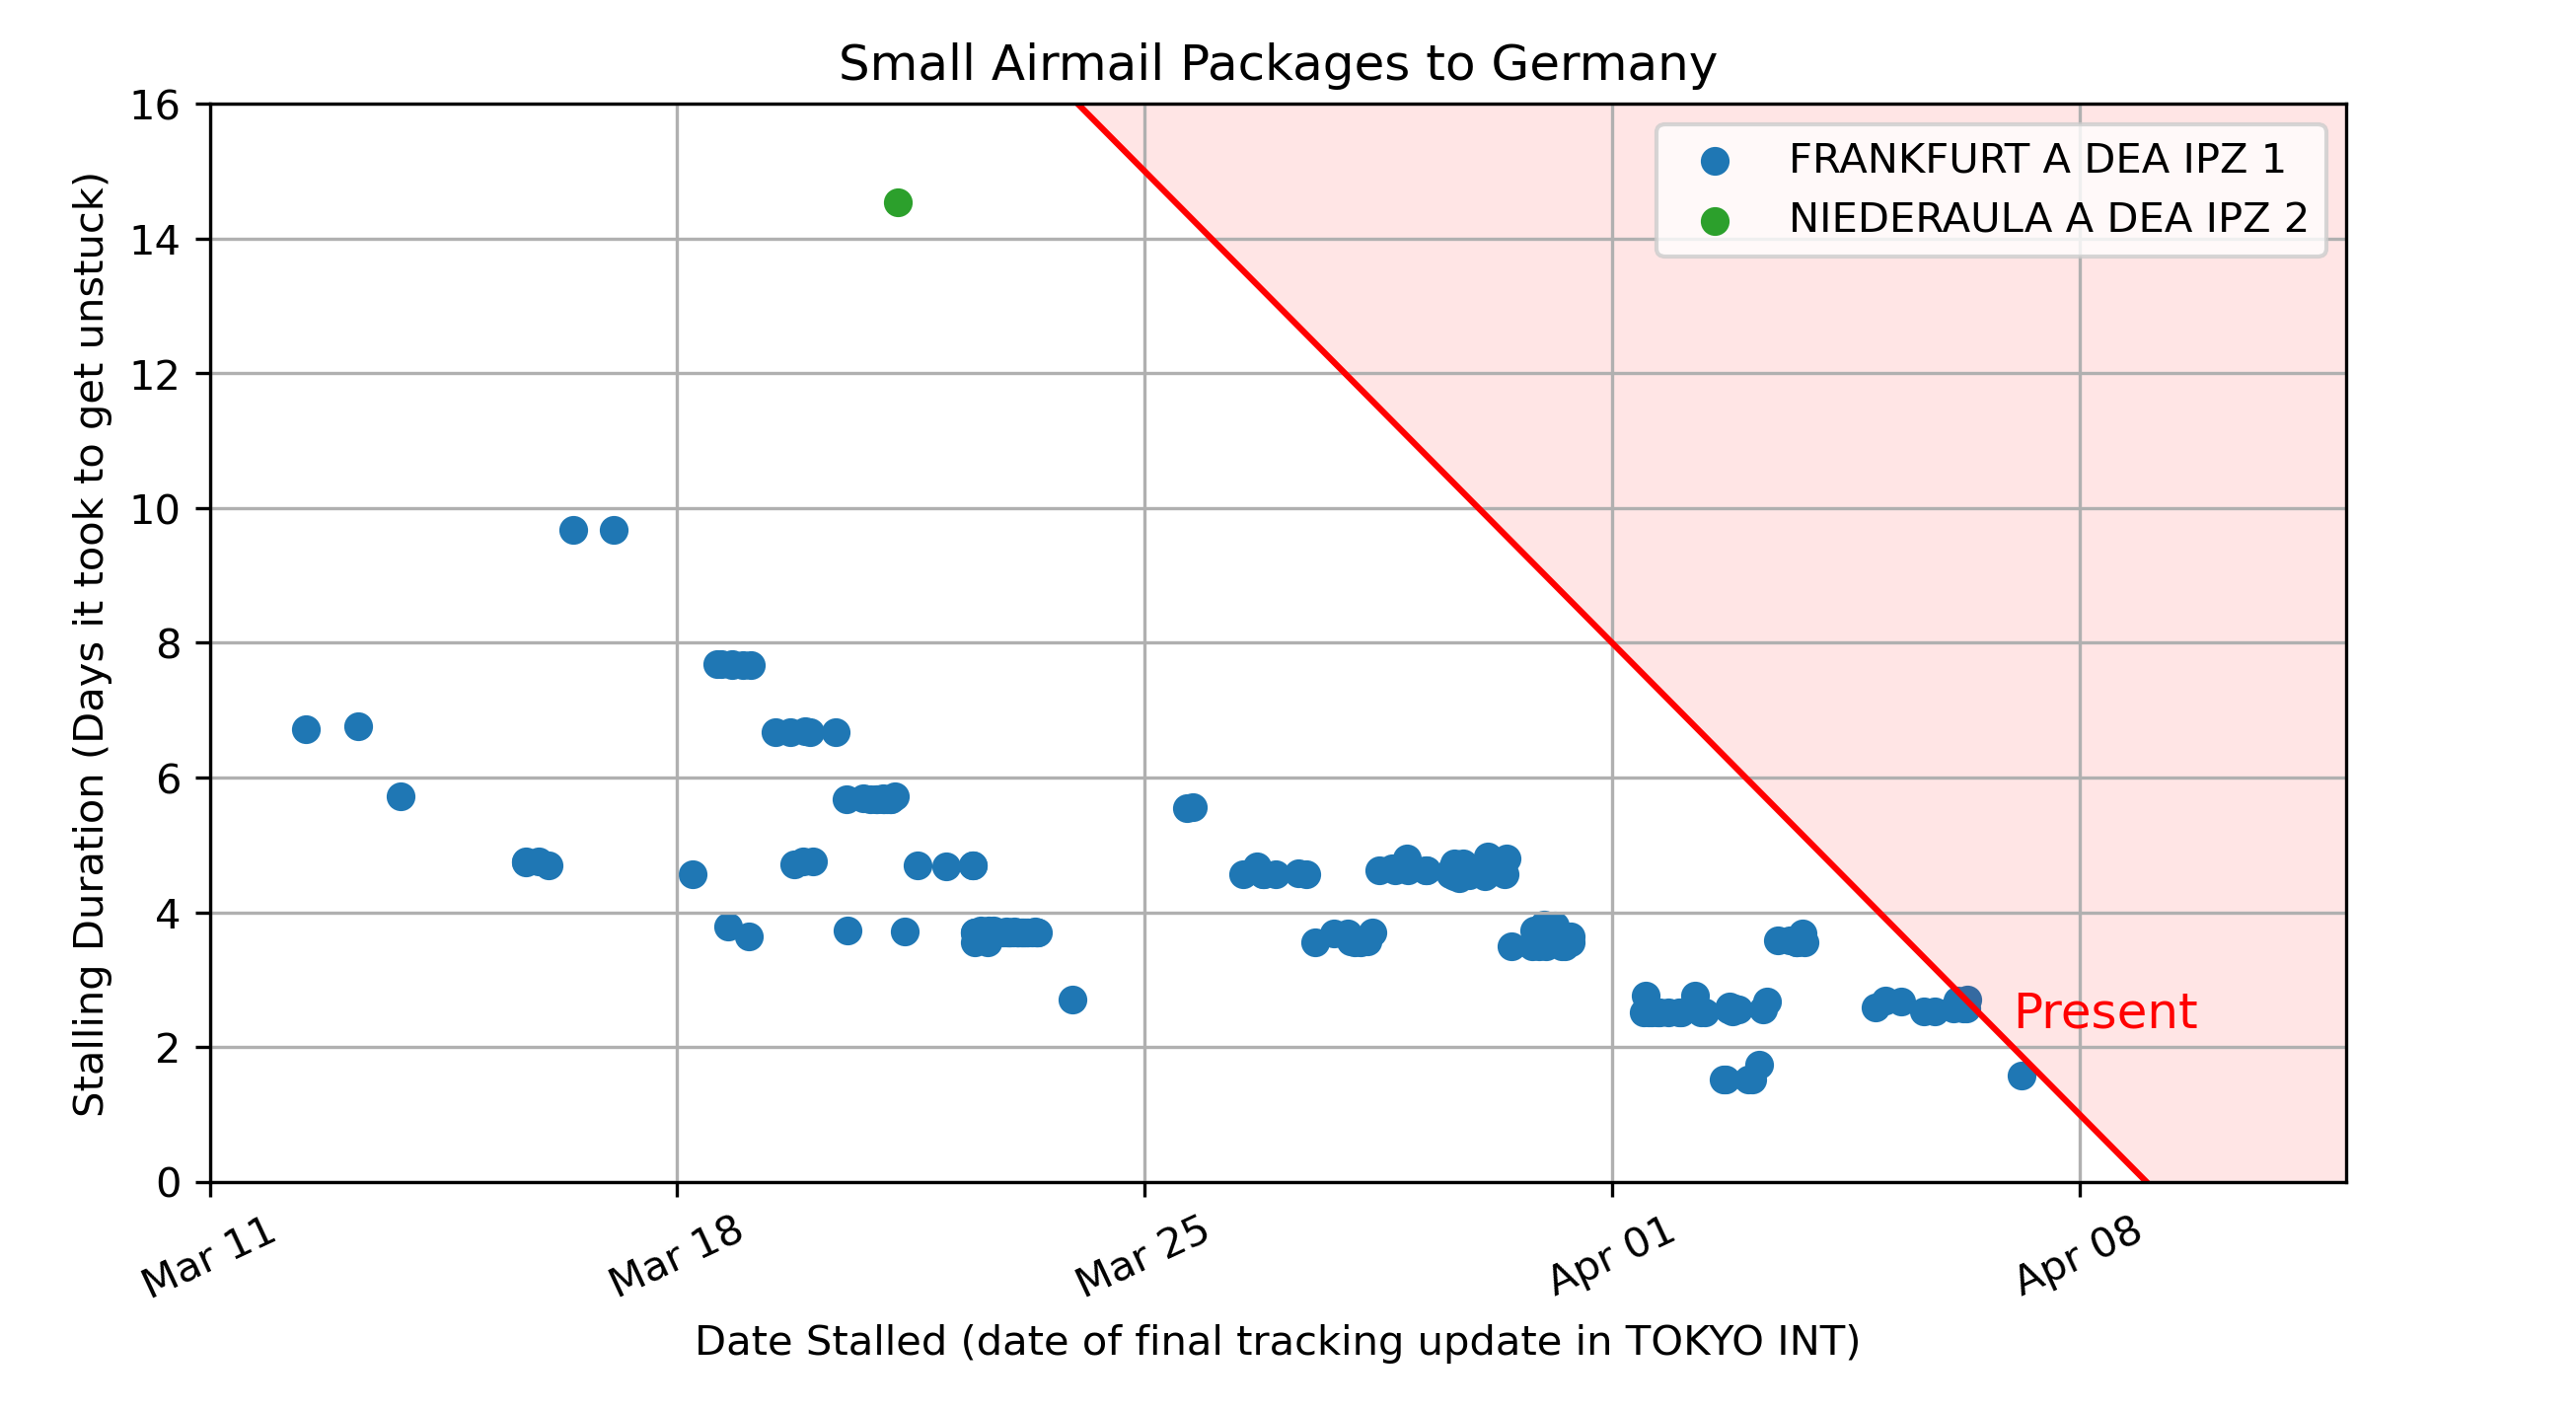 Small Airmail Packages to Germany
FRANKFURT A DEA IPZ 1
NIEDERAULA A DEA IPZ 2
Stalling Duration (Days it took to get unstuck)
16
14
12
10
8
6
4
2
0
Present
Mar 11
Mar 18
Mar 25
Apr 01
Apr 08
Date Stalled (date of final tracking update in TOKYO INT)